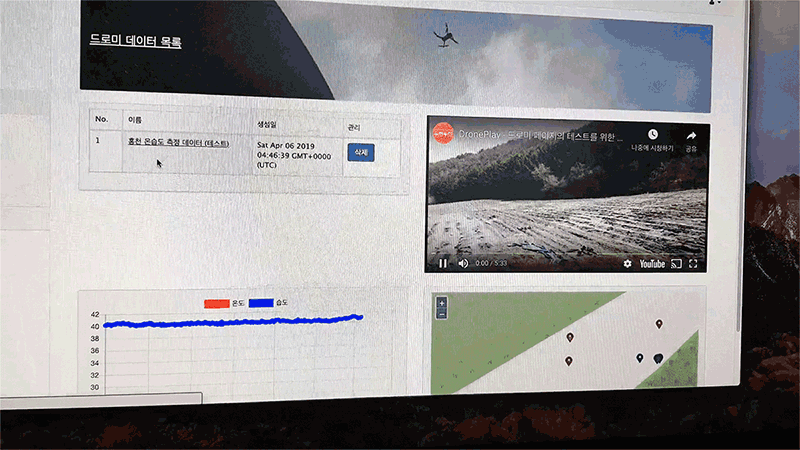 드로미 데이터 목록
No. 이름 생성일 관리
1 홍천 온습도 측정 데이터 (테스트) Sat Apr 06 2019 04:46:39 GMT+0000 (UTC) 삭제
DronePlay - 드로미 페이지의 테스트를 위한 ...
나중에 시청하기 공유
0:00 / 5:33 YouTube
온도 습도
42
40
38
36
34
32
30
+
−